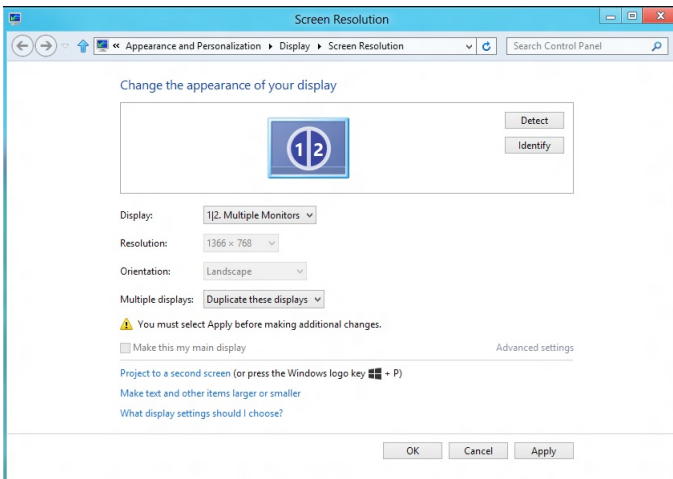 Screen Resolution
« Appearance and Personalization ▸ Display ▸ Screen Resolution
Search Control Panel
Change the appearance of your display
1|2
Detect
Identify
Display: 1|2. Multiple Monitors
Resolution: 1366 × 768
Orientation: Landscape
Multiple displays: Duplicate these displays
You must select Apply before making additional changes.
Make this my main display Advanced settings
Project to a second screen (or press the Windows logo key + P)
Make text and other items larger or smaller
What display settings should I choose?
OK Cancel Apply